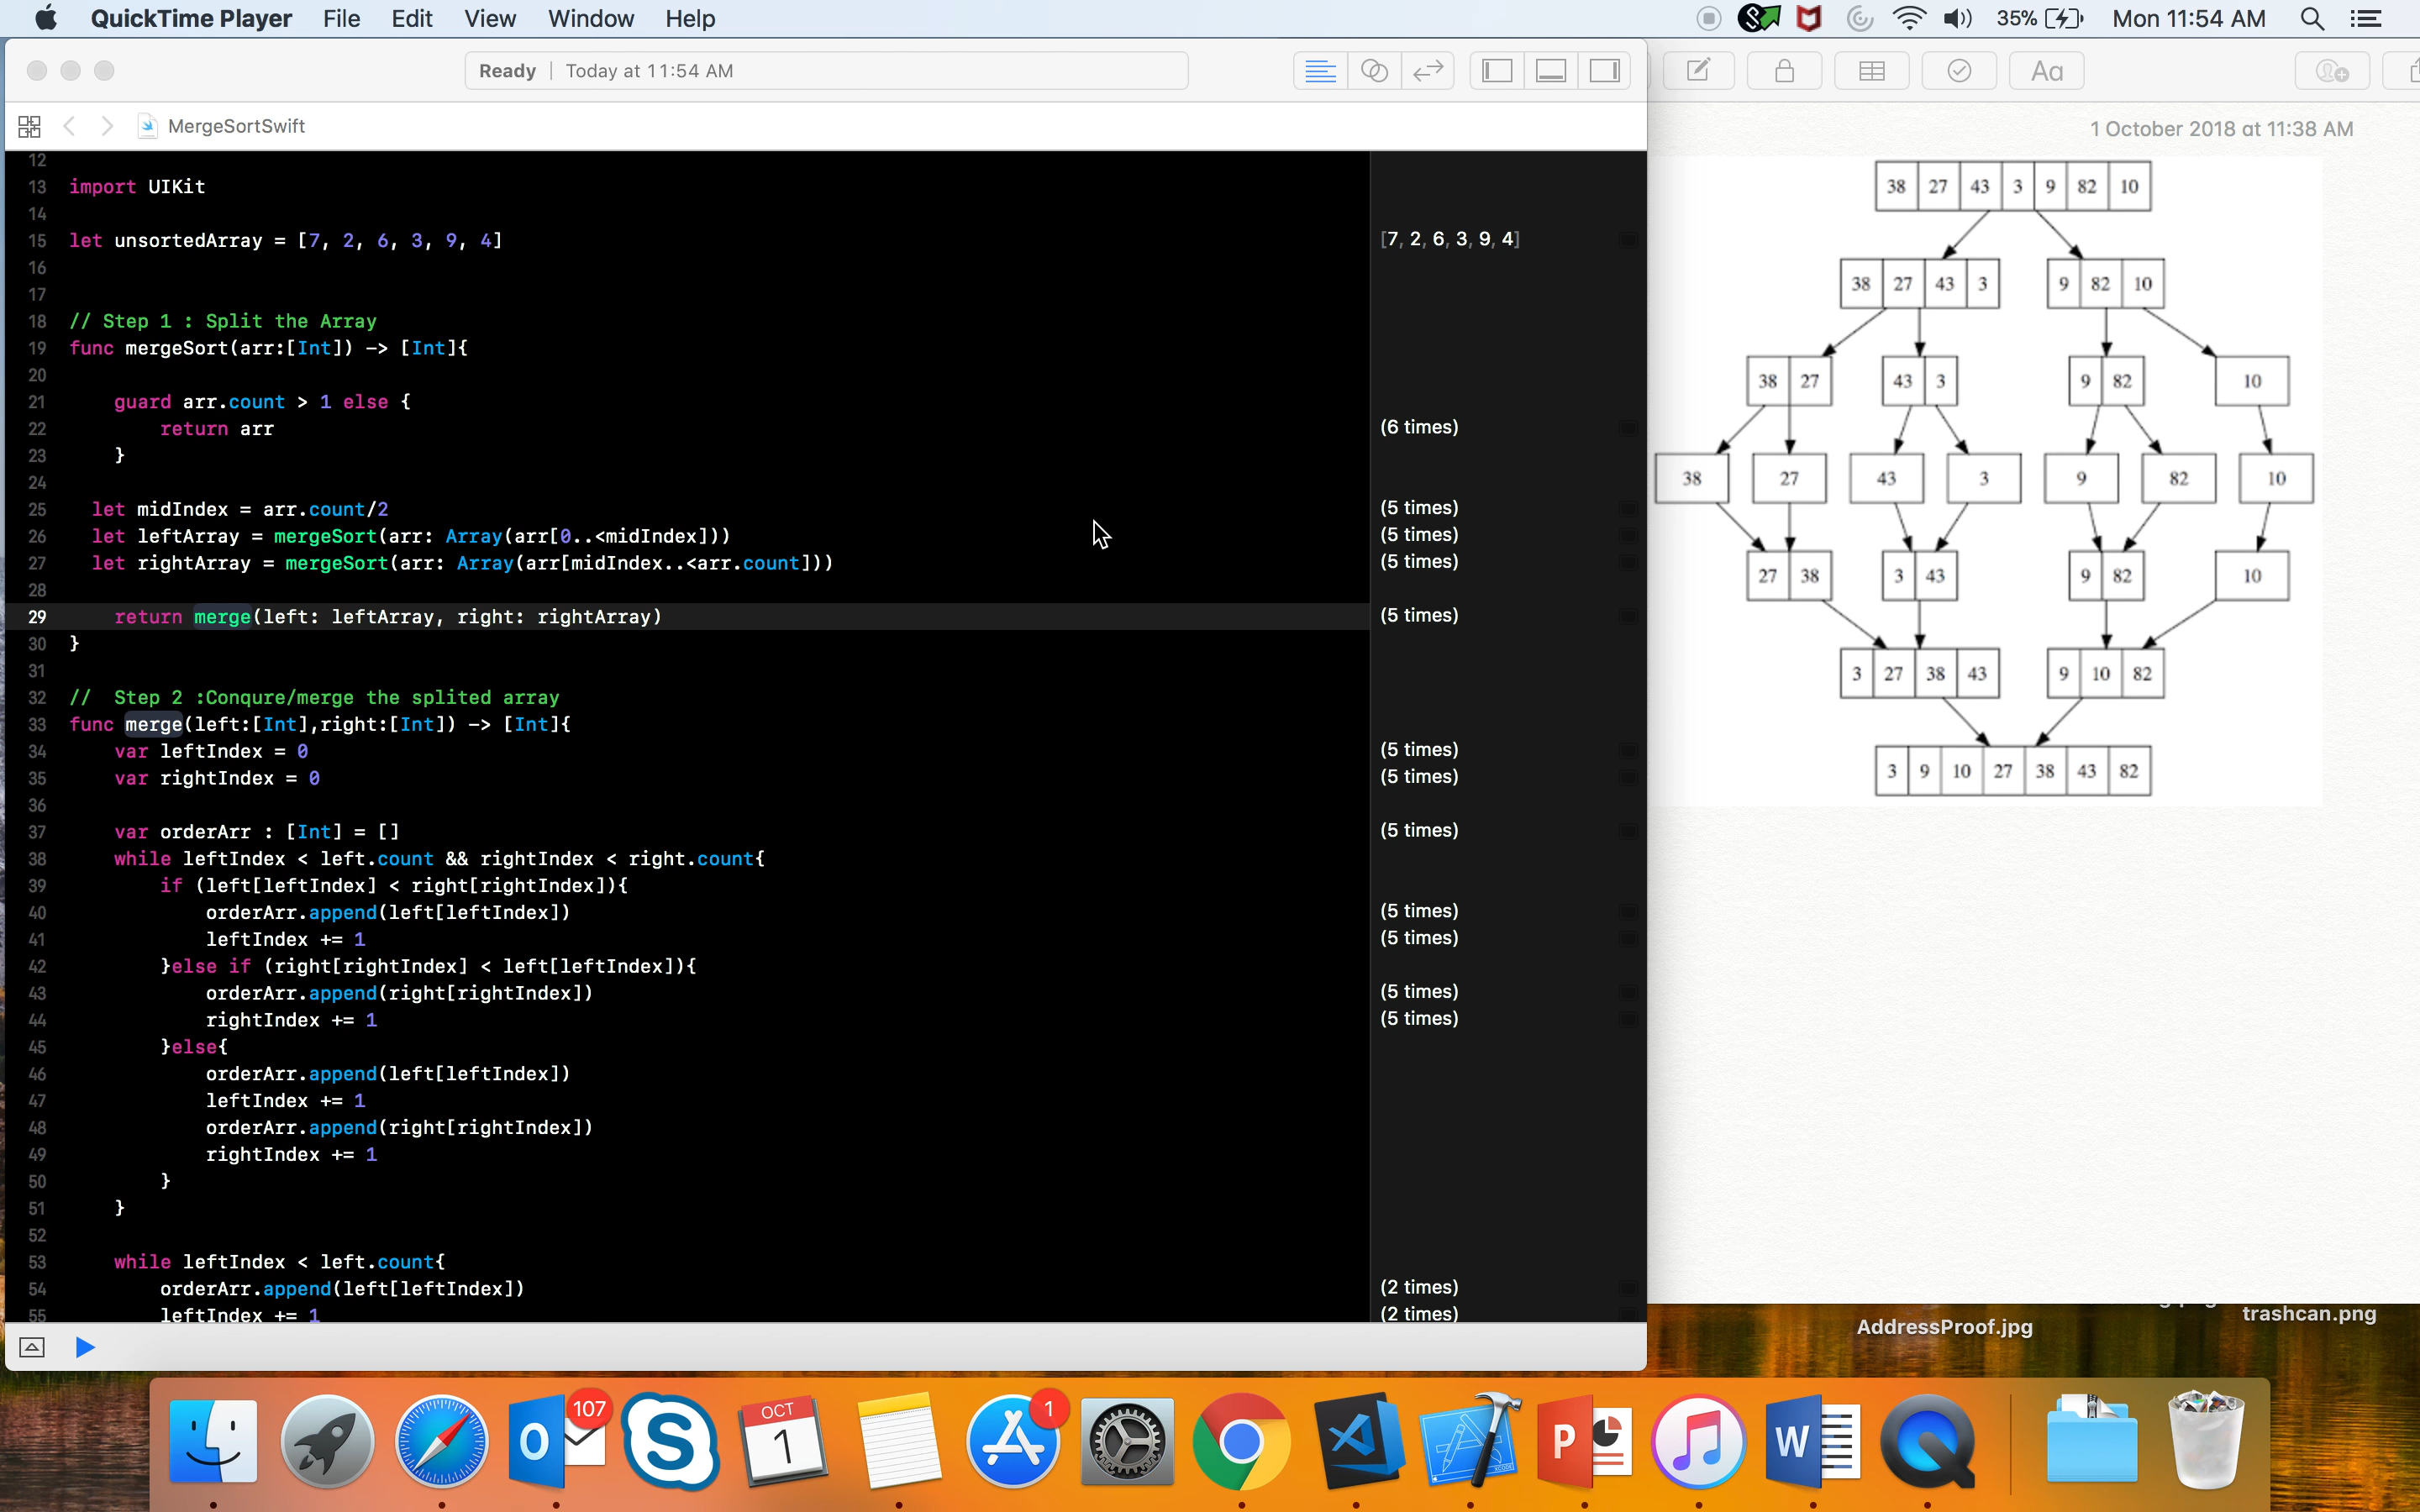 QuickTime Player File Edit View Window Help 35% Mon 11:54 AM
Ready | Today at 11:54 AM
Aa
MergeSortSwift
12
13 import UIKit
14
15 let unsortedArray = [7, 2, 6, 3, 9, 4] [7, 2, 6, 3, 9, 4]
16
17
18 // Step 1 : Split the Array
19 func mergeSort(arr:[Int]) -> [Int]{
20
21 guard arr.count > 1 else {
22 return arr (6 times)
23 }
24
25 let midIndex = arr.count/2 (5 times)
26 let leftArray = mergeSort(arr: Array(arr[0..<midIndex])) (5 times)
27 let rightArray = mergeSort(arr: Array(arr[midIndex..<arr.count])) (5 times)
28
29 return merge(left: leftArray, right: rightArray) (5 times)
30 }
31
32 // Step 2 :Conqure/merge the splited array
33 func merge(left:[Int],right:[Int]) -> [Int]{
34 var leftIndex = 0 (5 times)
35 var rightIndex = 0 (5 times)
36
37 var orderArr : [Int] = [] (5 times)
38 while leftIndex < left.count && rightIndex < right.count{
39 if (left[leftIndex] < right[rightIndex]){
40 orderArr.append(left[leftIndex]) (5 times)
41 leftIndex += 1 (5 times)
42 }else if (right[rightIndex] < left[leftIndex]){
43 orderArr.append(right[rightIndex]) (5 times)
44 rightIndex += 1 (5 times)
45 }else{
46 orderArr.append(left[leftIndex])
47 leftIndex += 1
48 orderArr.append(right[rightIndex])
49 rightIndex += 1
50 }
51 }
52
53 while leftIndex < left.count{
54 orderArr.append(left[leftIndex]) (2 times)
55 leftIndex += 1 (2 times)
1 October 2018 at 11:38 AM
38 27 43 3 9 82 10
38 27 43 3 9 82 10
38 27 43 3 9 82 10
38 27 43 3 9 82 10
27 38 3 43 9 82 10
3 27 38 43 9 10 82
3 9 10 27 38 43 82
AddressProof.jpg
trashcan.png
107
OCT
1
1
O
S
P
W